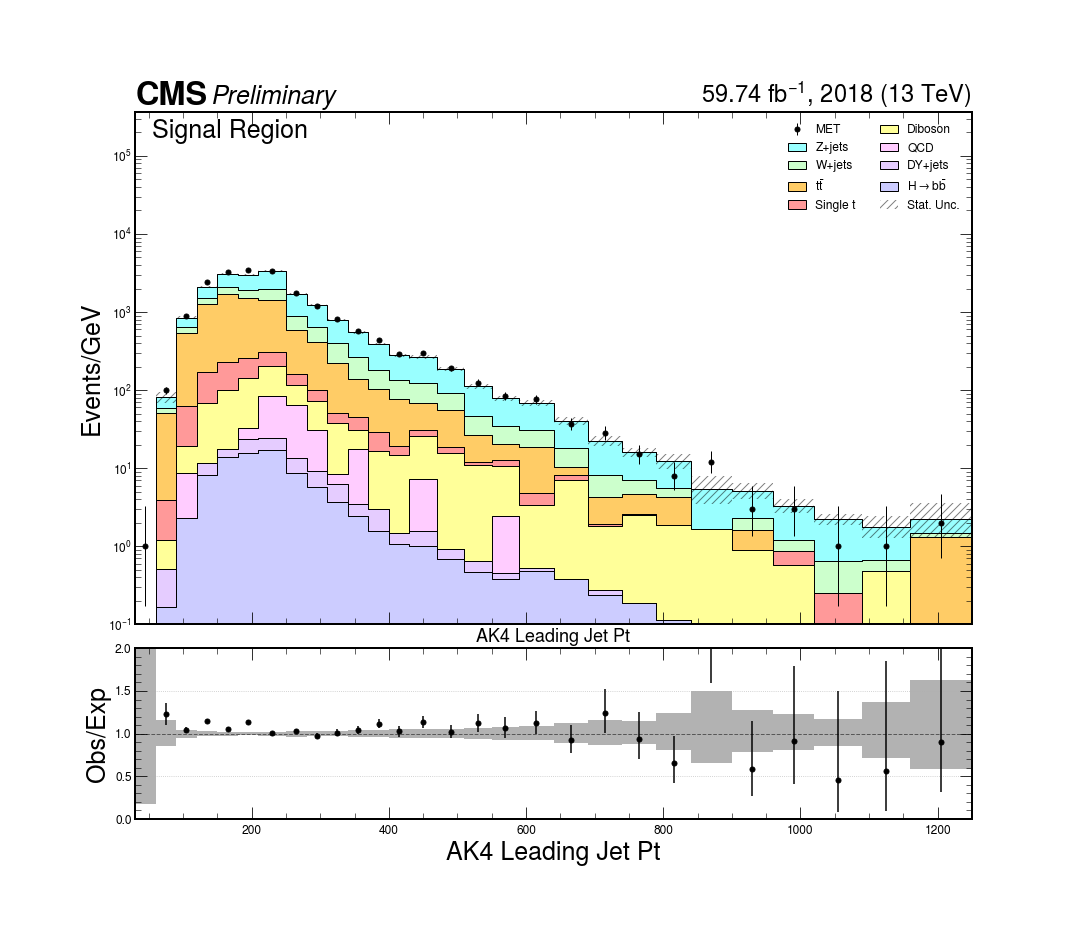 CMS Preliminary 59.74 fb⁻¹, 2018 (13 TeV)
Signal Region
MET Diboson
Z+jets QCD
W+jets DY+jets
tt̄ H→bb̄
Single t Stat. Unc.
Events/GeV
10⁵
10⁴
10³
10²
10¹
10⁰
10⁻¹
AK4 Leading Jet Pt
Obs/Exp
2.0
1.5
1.0
0.5
0.0
200 400 600 800 1000 1200
AK4 Leading Jet Pt